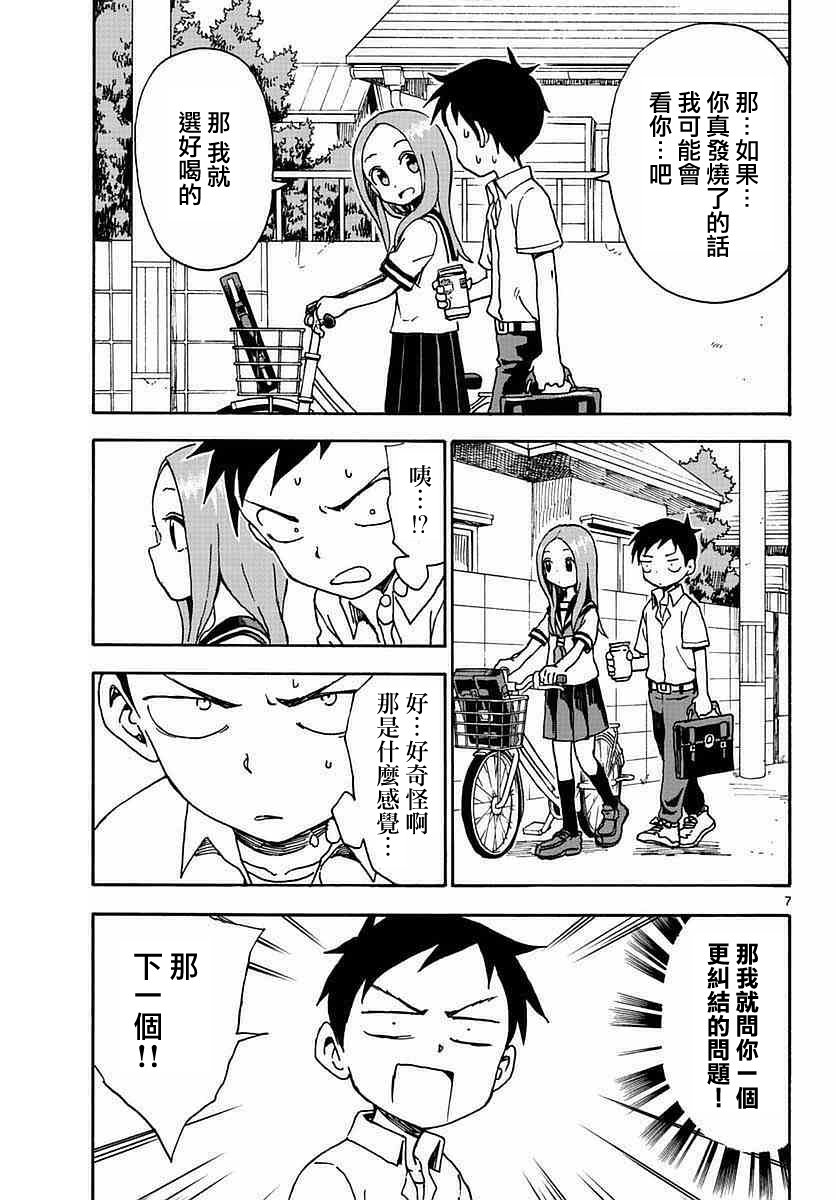 那…如果…
你真發燒了的話
我可能會
看你…吧
那 我就
選好喝的
咦…!?
好…好奇怪啊
那是什麼感覺…
7
那我就問你一個
更糾結的問題！
那
下一個!!